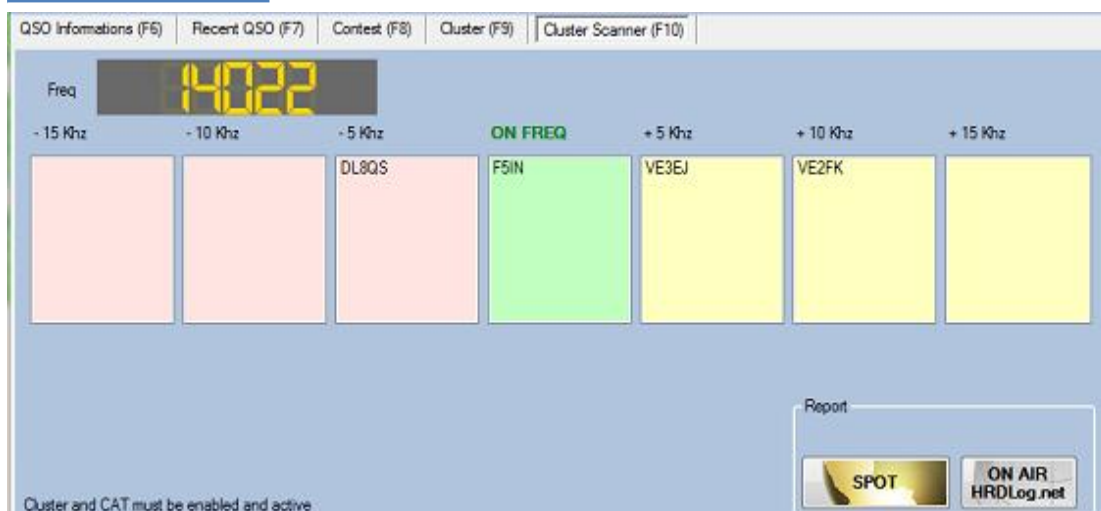 QSO Informations (F6) Recent QSO (F7) Contest (F8) Cluster (F9) Cluster Scanner (F10)
Freq 14022
- 15 Khz - 10 Khz - 5 Khz ON FREQ + 5 Khz + 10 Khz + 15 Khz
DL8QS F5IN VE3EJ VE2FK
Report
SPOT ON AIR
HRDLog.net
Cluster and CAT must be enabled and active